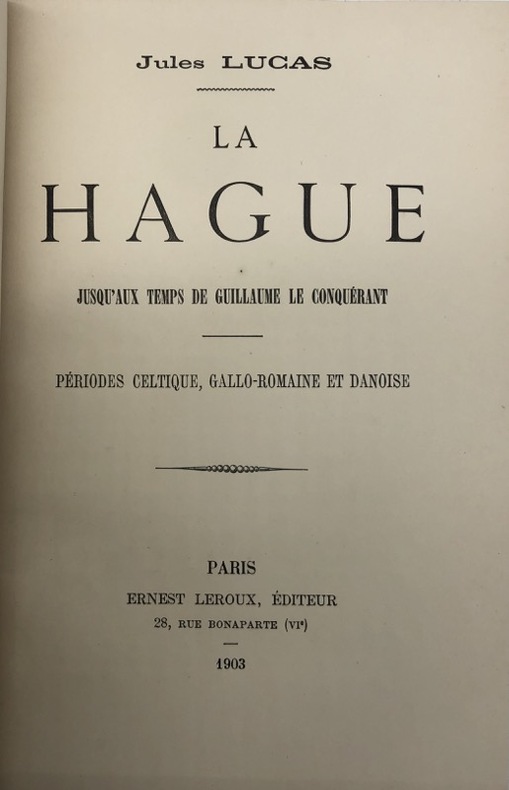 Jules LUCAS
LA
HAGUE
JUSQU'AUX TEMPS DE GUILLAUME LE CONQUÉRANT
PÉRIODES CELTIQUE, GALLO-ROMAINE ET DANOISE
PARIS
ERNEST LEROUX, ÉDITEUR
28, RUE BONAPARTE (VIe)
1903